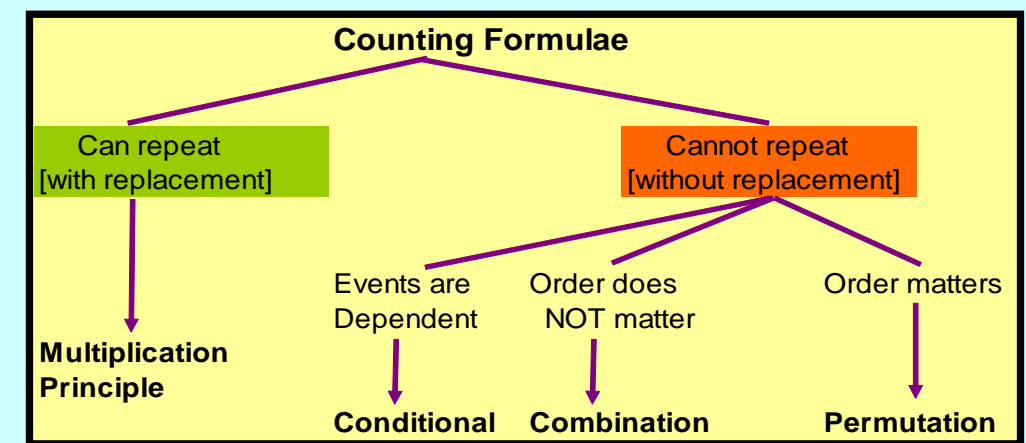 Counting Formulae
Can repeat
[with replacement]
Cannot repeat
[without replacement]
Events are
Dependent
Order does
NOT matter
Order matters
Multiplication
Principle
Conditional
Combination
Permutation